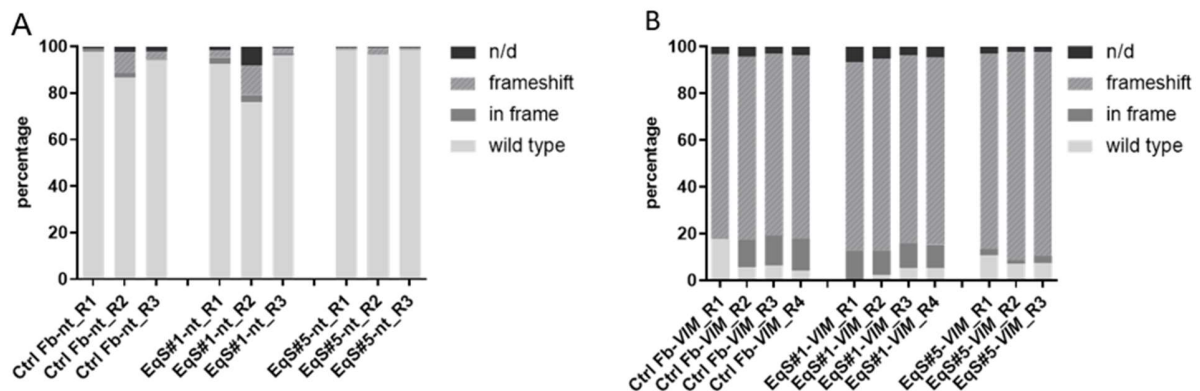 A
percentage
100
80
60
40
20
0
Ctrl Fb-nt_R1
Ctrl Fb-nt_R2
Ctrl Fb-nt_R3
EqS#1-nt_R1
EqS#1-nt_R2
EqS#1-nt_R3
EqS#5-nt_R1
EqS#5-nt_R2
EqS#5-nt_R3
n/d
frameshift
in frame
wild type
B
percentage
100
80
60
40
20
0
Ctrl Fb-VIM_R1
Ctrl Fb-VIM_R2
Ctrl Fb-VIM_R3
Ctrl Fb-VIM_R4
EqS#1-VIM_R1
EqS#1-VIM_R2
EqS#1-VIM_R3
EqS#1-VIM_R4
EqS#5-VIM_R1
EqS#5-VIM_R2
EqS#5-VIM_R3
n/d
frameshift
in frame
wild type